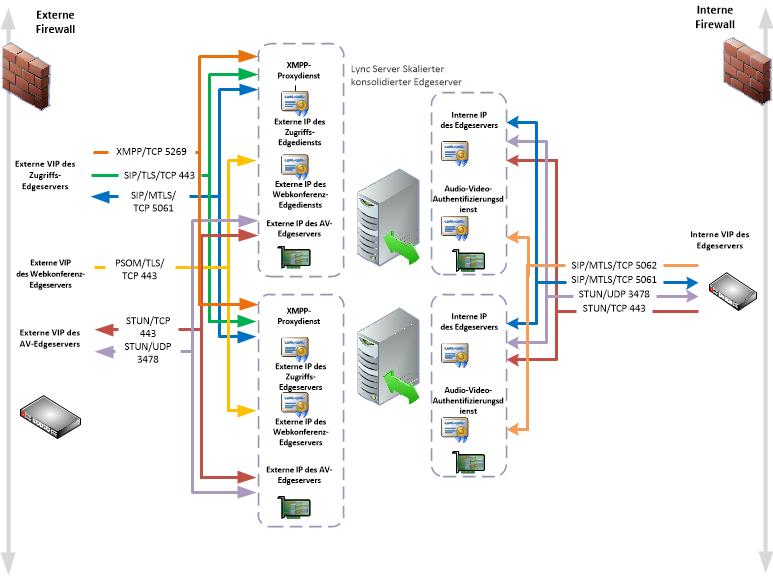 Externe
Firewall
Interne
Firewall
Lync Server Skalierter
konsolidierter Edgeserver
XMPP/TCP 5269
SIP/TLS/TCP 443
SIP/MTLS/
TCP 5061
Externe VIP des
Zugriffs-
Edgeservers
PSOM/TLS/
TCP 443
Externe VIP
des Webkonferenz-
Edgeservers
STUN/TCP
443
STUN/UDP
3478
Externe VIP des
AV-Edgeservers
XMPP-
Proxydienst
Externe IP des
Zugriffs-
Edgediensts
Externe IP des
Webkonferenz-
Edgediensts
Externe IP des AV-
Edgeservers
XMPP-
Proxydienst
Externe IP des
Zugriffs-
Edgeservers
Externe IP des
Webkonferenz-
Edgeservers
Externe IP des AV-
Edgeservers
Interne IP
des Edgeservers
Audio-Video-
Authentifizierungsd
ienst
Interne IP
des Edgeservers
Audio-Video-
Authentifizierungsd
ienst
Interne VIP des
Edgeservers
SIP/MTLS/TCP 5062
SIP/MTLS/TCP 5061
STUN/UDP 3478
STUN/TCP 443